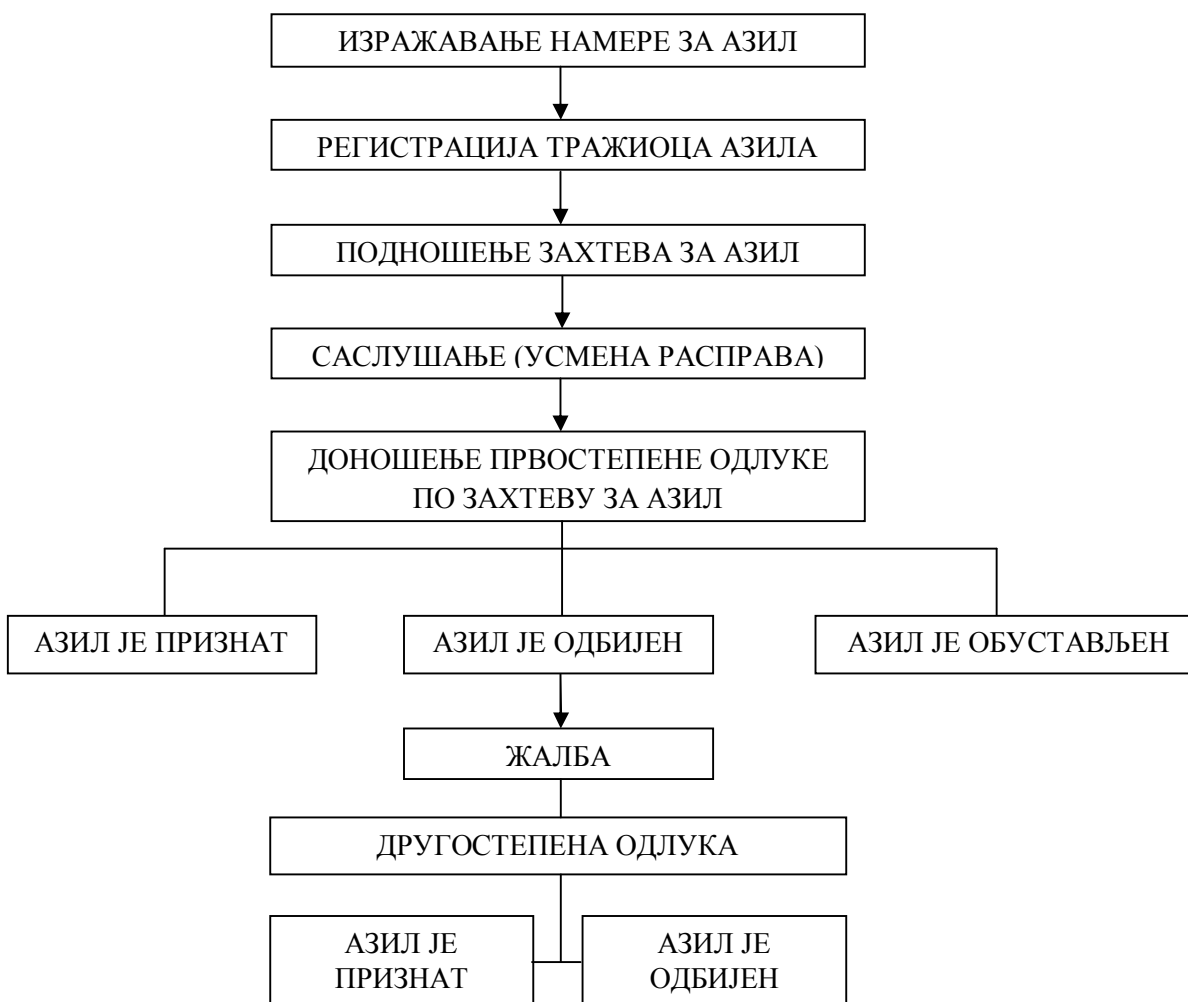 ИЗРАЖАВАЊЕ НАМЕРЕ ЗА АЗИЛ
РЕГИСТРАЦИЈА ТРАЖИОЦА АЗИЛА
ПОДНОШЕЊЕ ЗАХТЕВА ЗА АЗИЛ
САСЛУШАЊЕ (УСМЕНА РАСПРАВА)
ДОНОШЕЊЕ ПРВОСТЕПЕНЕ ОДЛУКЕ
ПО ЗАХТЕВУ ЗА АЗИЛ
АЗИЛ ЈЕ ПРИЗНАТ
АЗИЛ ЈЕ ОДБИЈЕН
АЗИЛ ЈЕ ОБУСТАВЉЕН
ЖАЛБА
ДРУГОСТЕПЕНА ОДЛУКА
АЗИЛ ЈЕ
ПРИЗНАТ
АЗИЛ ЈЕ
ОДБИЈЕН